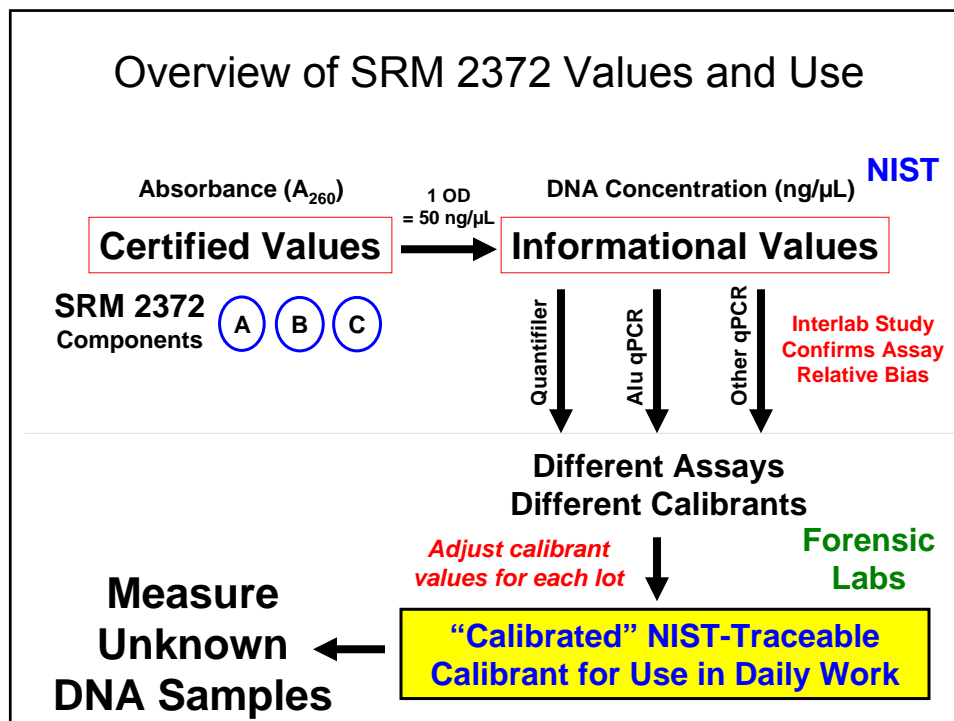 Overview of SRM 2372 Values and Use
NIST
Absorbance (A₂₆₀)
1 OD
= 50 ng/µL
DNA Concentration (ng/µL)
Certified Values
Informational Values
SRM 2372
Components
A B C
Quantifiler
Alu qPCR
Other qPCR
Interlab Study
Confirms Assay
Relative Bias
Different Assays
Different Calibrants
Adjust calibrant
values for each lot
Forensic
Labs
“Calibrated” NIST-Traceable
Calibrant for Use in Daily Work
Measure
Unknown
DNA Samples